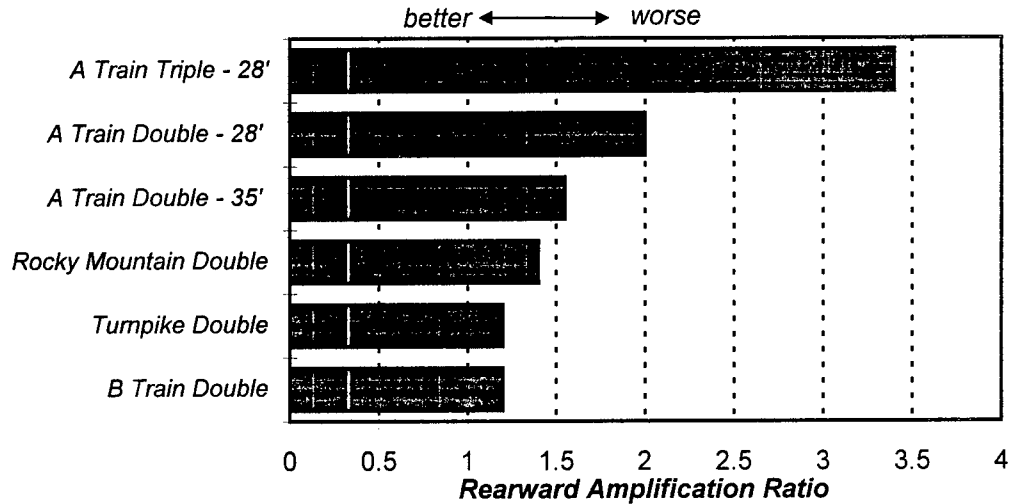 better worse
A Train Triple - 28'
A Train Double - 28'
A Train Double - 35'
Rocky Mountain Double
Turnpike Double
B Train Double
0 0.5 1 1.5 2 2.5 3 3.5 4
Rearward Amplification Ratio